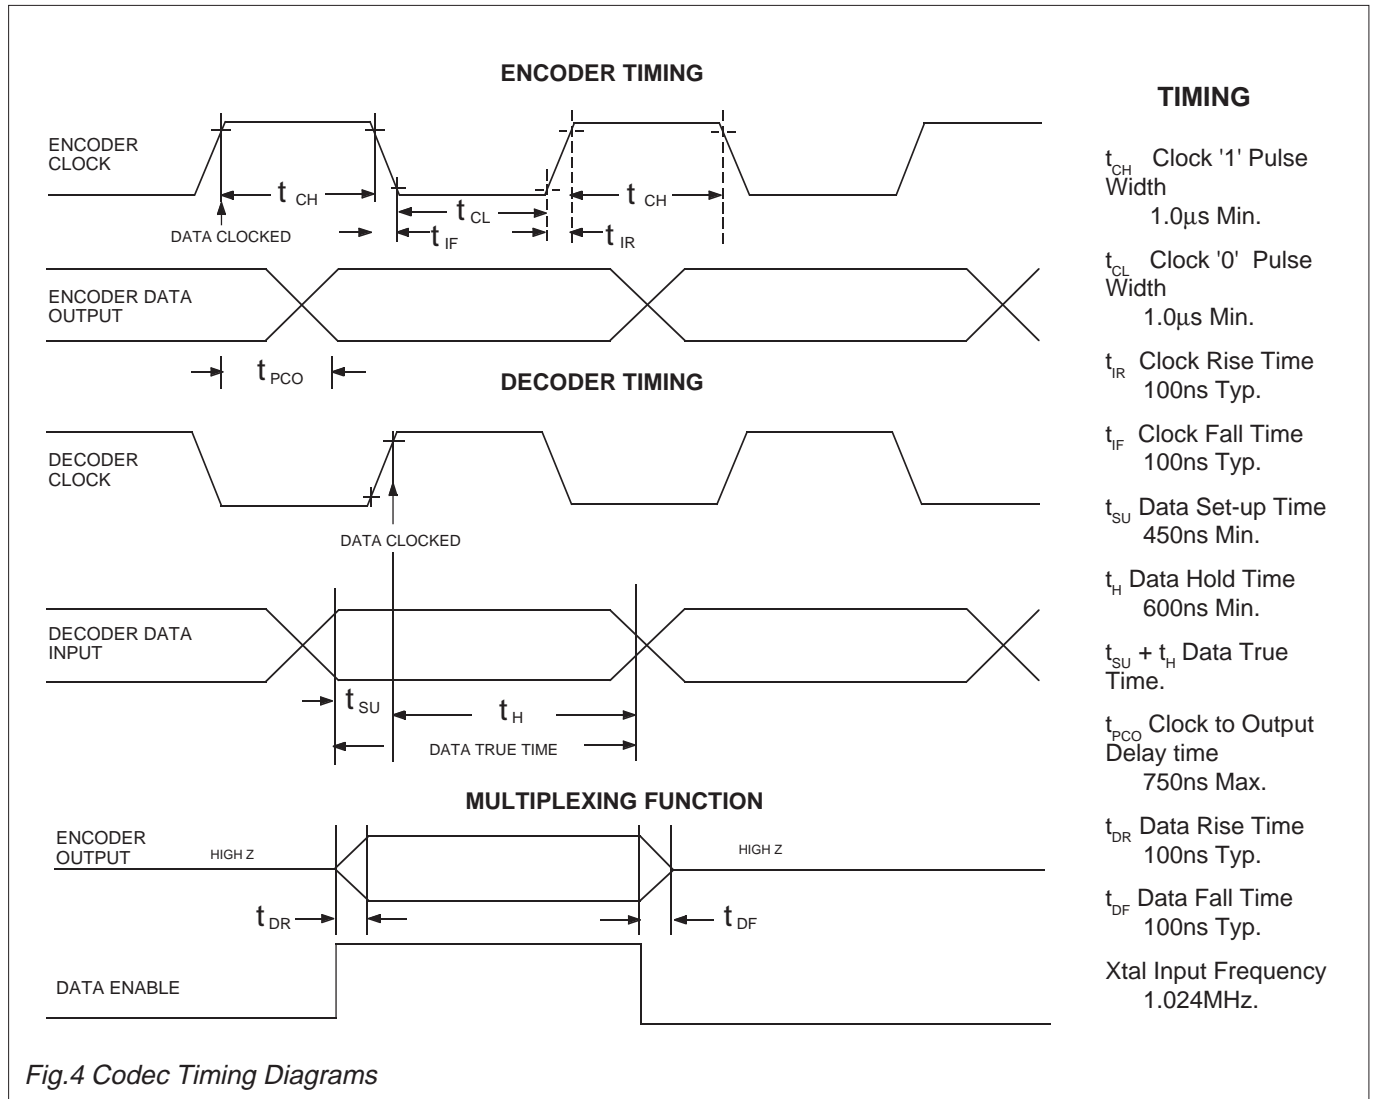 ENCODER TIMING
ENCODER
CLOCK
t CH
t CL
t CH
DATA CLOCKED
t IF
t IR
ENCODER DATA
OUTPUT
t PCO
DECODER TIMING
DECODER
CLOCK
DATA CLOCKED
DECODER DATA
INPUT
t SU
t H
DATA TRUE TIME
MULTIPLEXING FUNCTION
ENCODER
OUTPUT
HIGH Z
HIGH Z
t DR
t DF
DATA ENABLE
TIMING
tCH Clock '1' Pulse
Width
1.0µs Min.
tCL Clock '0' Pulse
Width
1.0µs Min.
tIR Clock Rise Time
100ns Typ.
tIF Clock Fall Time
100ns Typ.
tSU Data Set-up Time
450ns Min.
tH Data Hold Time
600ns Min.
tSU + tH Data True
Time.
tPCO Clock to Output
Delay time
750ns Max.
tDR Data Rise Time
100ns Typ.
tDF Data Fall Time
100ns Typ.
Xtal Input Frequency
1.024MHz.
Fig.4 Codec Timing Diagrams